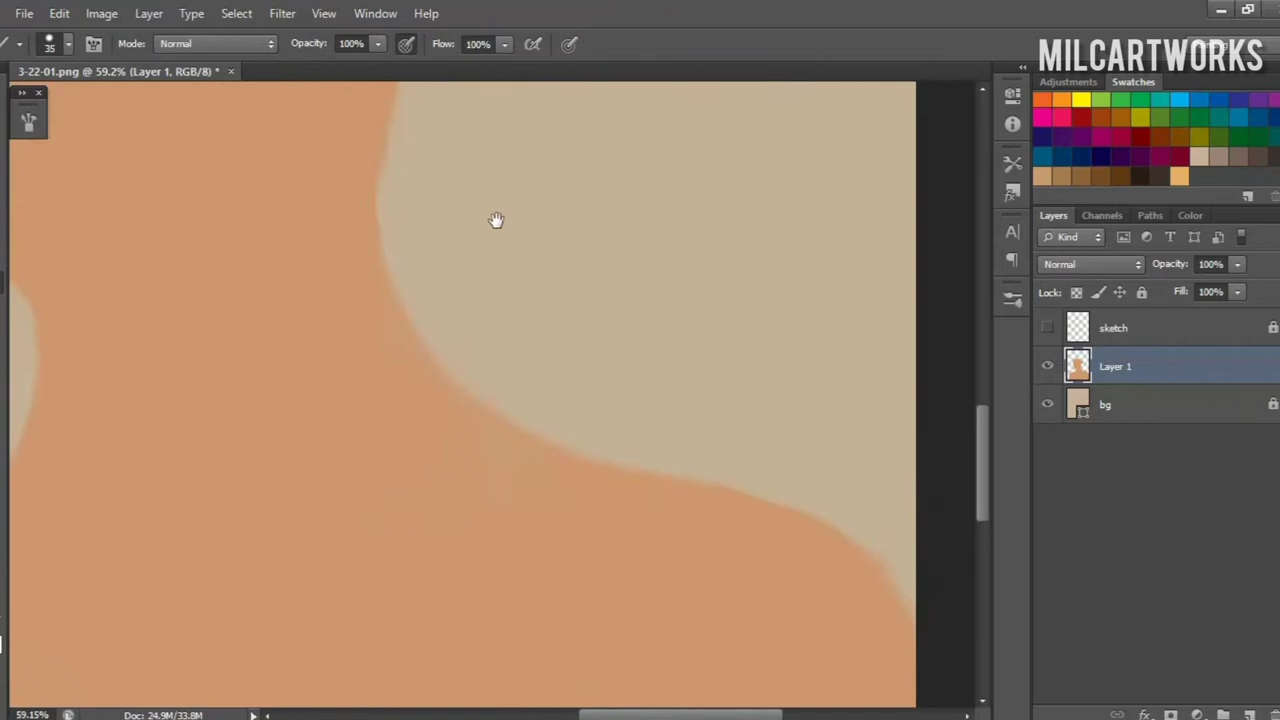 File Edit Image Layer Type Select Filter View Window Help
35 Mode: Normal Opacity: 100% Flow: 100%
MILCARTWORKS
3-22-01.png @ 59.2% (Layer 1, RGB/8) * ×
Adjustments Swatches
Layers Channels Paths Color
Kind
Normal Opacity: 100%
Lock: Fill: 100%
sketch
Layer 1
bg
59.15% Doc: 24.9M/33.8M